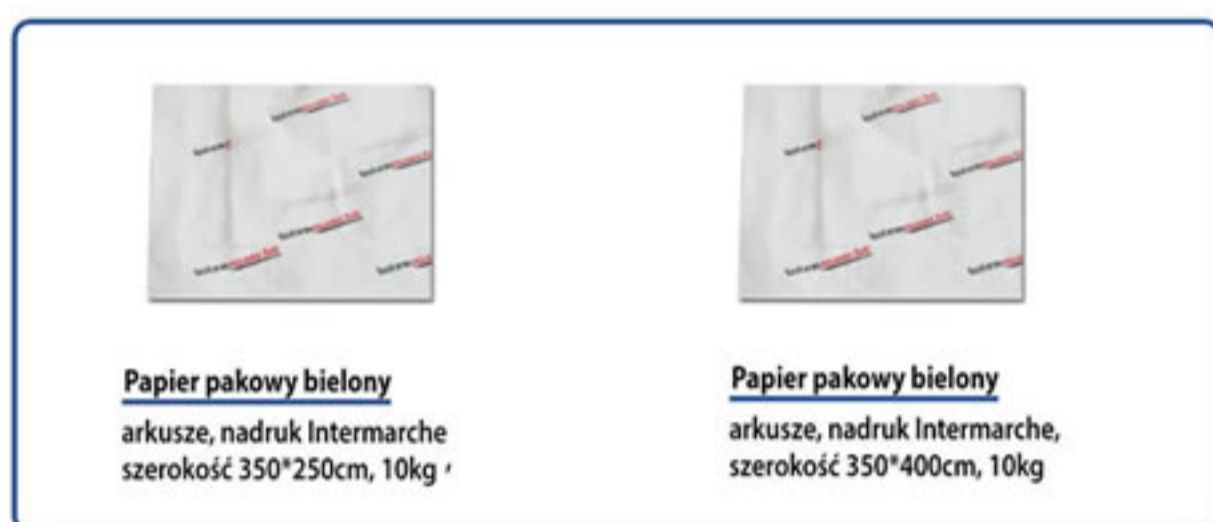 Papier pakowy bielony
arkusze, nadruk Intermarche
szerokość 350*250cm, 10kg
Papier pakowy bielony
arkusze, nadruk Intermarche,
szerokość 350*400cm, 10kg